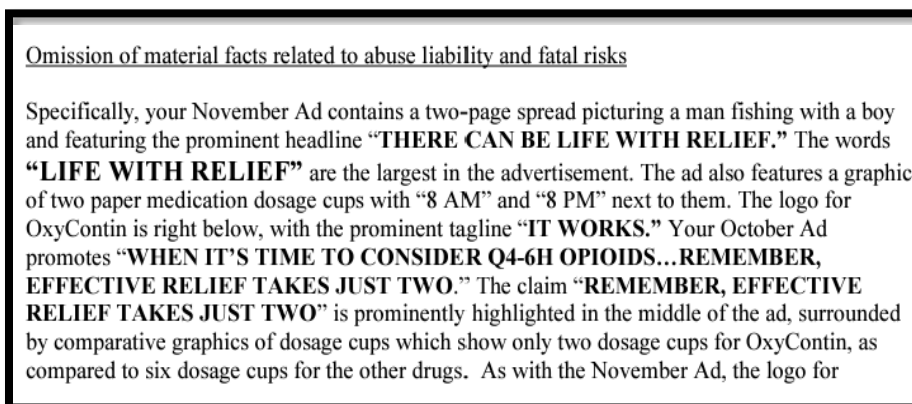 Omission of material facts related to abuse liability and fatal risks
Specifically, your November Ad contains a two-page spread picturing a man fishing with a boy
and featuring the prominent headline “THERE CAN BE LIFE WITH RELIEF.” The words
“LIFE WITH RELIEF” are the largest in the advertisement. The ad also features a graphic
of two paper medication dosage cups with “8 AM” and “8 PM” next to them. The logo for
OxyContin is right below, with the prominent tagline “IT WORKS.” Your October Ad
promotes “WHEN IT’S TIME TO CONSIDER Q4-6H OPIOIDS…REMEMBER,
EFFECTIVE RELIEF TAKES JUST TWO.” The claim “REMEMBER, EFFECTIVE
RELIEF TAKES JUST TWO” is prominently highlighted in the middle of the ad, surrounded
by comparative graphics of dosage cups which show only two dosage cups for OxyContin, as
compared to six dosage cups for the other drugs. As with the November Ad, the logo for